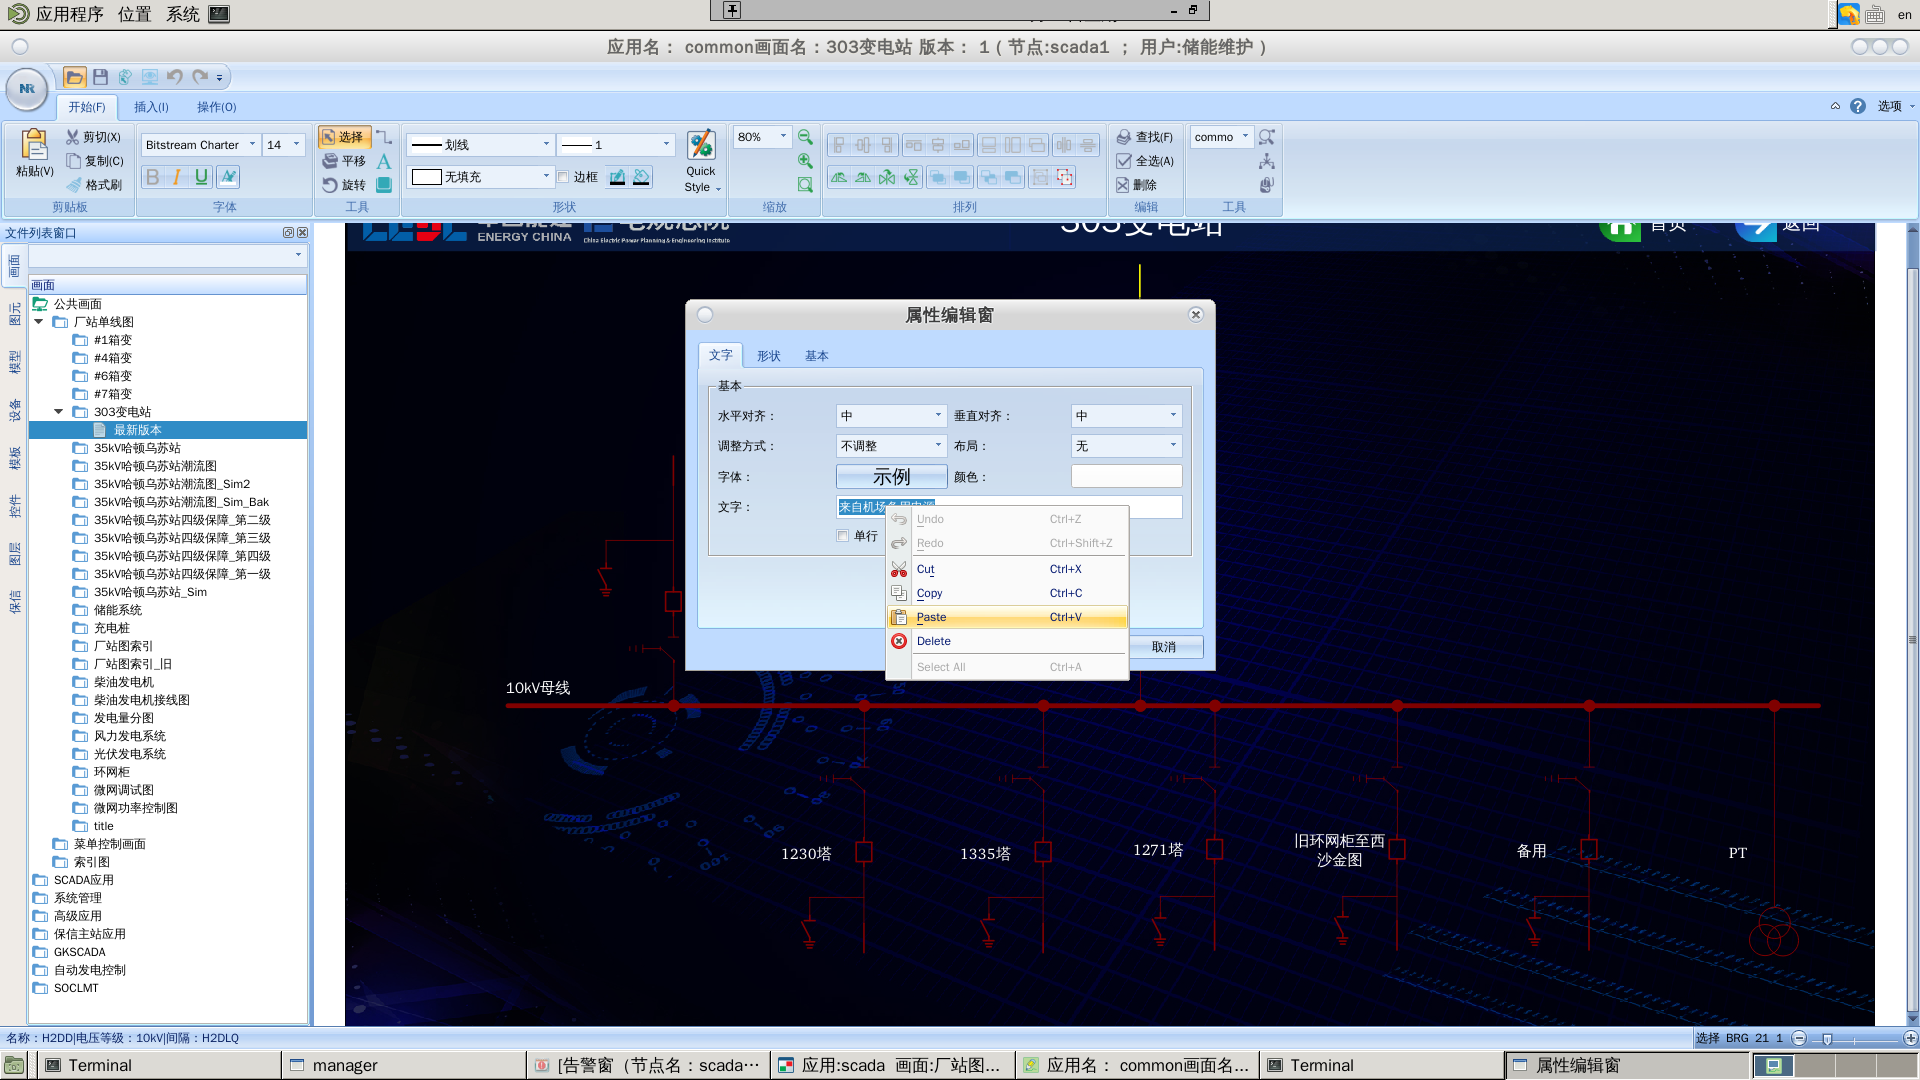 应用程序 位置 系统
en
应用名： common画面名：303变电站 版本： 1 ( 节点:scada1 ； 用户:储能维护 )
NR
开始(F) 插入(I) 操作(O)
选项
粘贴(V)
剪切(X)
复制(C)
格式刷
剪贴板
Bitstream Charter 14
B I U A
字体
选择
平移
旋转
工具
划线 1
无填充 边框
Quick
Style
形状
80%
缩放
排列
查找(F)
全选(A)
删除
编辑
commo
工具
文件列表窗口
画面
图元
模型
设备
模板
控件
图层
保信
画面
公共画面
厂站单线图
#1箱变
#4箱变
#6箱变
#7箱变
303变电站
最新版本
35kV哈顿乌苏站
35kV哈顿乌苏站潮流图
35kV哈顿乌苏站潮流图_Sim2
35kV哈顿乌苏站潮流图_Sim_Bak
35kV哈顿乌苏站四级保障_第二级
35kV哈顿乌苏站四级保障_第三级
35kV哈顿乌苏站四级保障_第四级
35kV哈顿乌苏站四级保障_第一级
35kV哈顿乌苏站_Sim
储能系统
充电桩
厂站图索引
厂站图索引_旧
柴油发电机
柴油发电机接线图
发电量分图
风力发电系统
光伏发电系统
环网柜
微网调试图
微网功率控制图
title
菜单控制画面
索引图
SCADA应用
系统管理
高级应用
保信主站应用
GKSCADA
自动发电控制
SOCLMT
ENERGY CHINA
China Electric Power Planning & Engineering Institute
303变电站
首页
返回
属性编辑窗
文字 形状 基本
基本
水平对齐： 中 垂直对齐： 中
调整方式： 不调整 布局： 无
字体： 示例 颜色：
文字： 来自机场备用电源
单行
Undo Ctrl+Z
Redo Ctrl+Shift+Z
Cut Ctrl+X
Copy Ctrl+C
Paste Ctrl+V
Delete
Select All Ctrl+A
取消
10kV母线
1230塔
1335塔
1271塔
旧环网柜至西
沙金图
备用
PT
名称：H2DD|电压等级：10kV|间隔：H2DLQ
选择 BRG 21 1
Terminal
manager
[告警窗（节点名：scada…
应用:scada 画面:厂站图...
应用名： common画面名...
Terminal
属性编辑窗